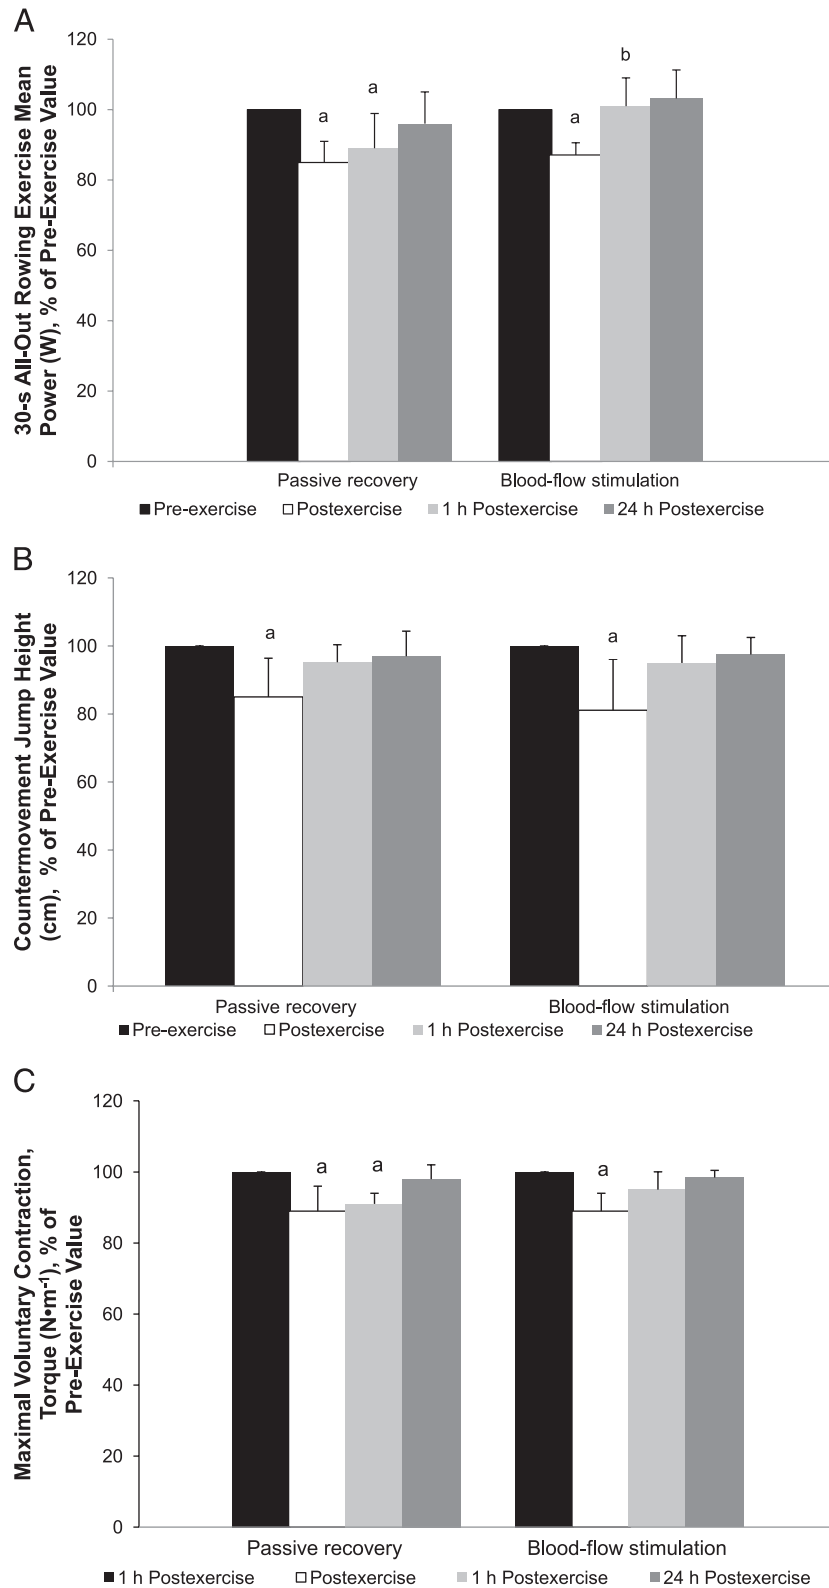 A
30-s All-Out Rowing Exercise Mean
Power (W), % of Pre-Exercise Value
120
100
80
60
40
20
0
a
a
a
b
Passive recovery
Blood-flow stimulation
Pre-exercise
Postexercise
1 h Postexercise
24 h Postexercise
B
Countermovement Jump Height
(cm), % of Pre-Exercise Value
120
100
80
60
40
20
0
a
a
Passive recovery
Blood-flow stimulation
Pre-exercise
Postexercise
1 h Postexercise
24 h Postexercise
C
Maximal Voluntary Contraction,
Torque (N•m-1), % of
Pre-Exercise Value
120
100
80
60
40
20
0
a
a
a
Passive recovery
Blood-flow stimulation
1 h Postexercise
Postexercise
1 h Postexercise
24 h Postexercise